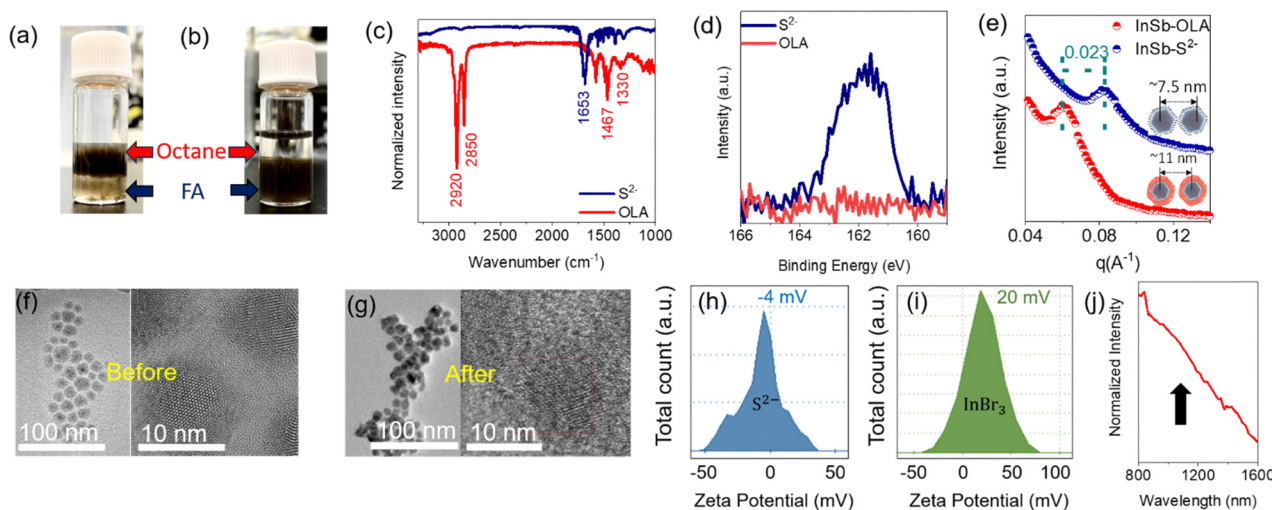 (a)
(b)
Octane
FA
(c)
Normalized intensity
2920
2850
1653
1467
1330
S²⁻
OLA
3000 2500 2000 1500 1000
Wavenumber (cm⁻¹)
(d)
S²⁻
OLA
Intensity (a.u.)
166 164 162 160
Binding Energy (eV)
(e)
InSb-OLA
InSb-S²⁻
0.023
~7.5 nm
~11 nm
Intensity (a.u.)
0.04 0.08 0.12
q(A⁻¹)
(f)
Before
100 nm
10 nm
(g)
After
100 nm
10 nm
(h)
-4 mV
S²⁻
Total count (a.u.)
-50 0 50
Zeta Potential (mV)
(i)
20 mV
InBr₃
Total count (a.u.)
-50 0 50 100
Zeta Potential (mV)
(j)
Normalized Intensity
800 1200 1600
Wavelength (nm)